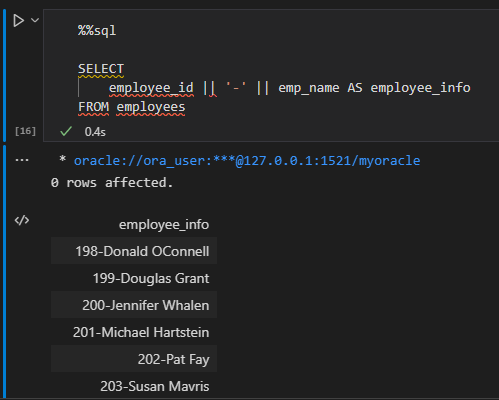 %%sql
SELECT
employee_id || '-' || emp_name AS employee_info
FROM employees
[16]
0.4s
* oracle://ora_user:***@127.0.0.1:1521/myoracle
0 rows affected.
employee_info
198-Donald OConnell
199-Douglas Grant
200-Jennifer Whalen
201-Michael Hartstein
202-Pat Fay
203-Susan Mavris